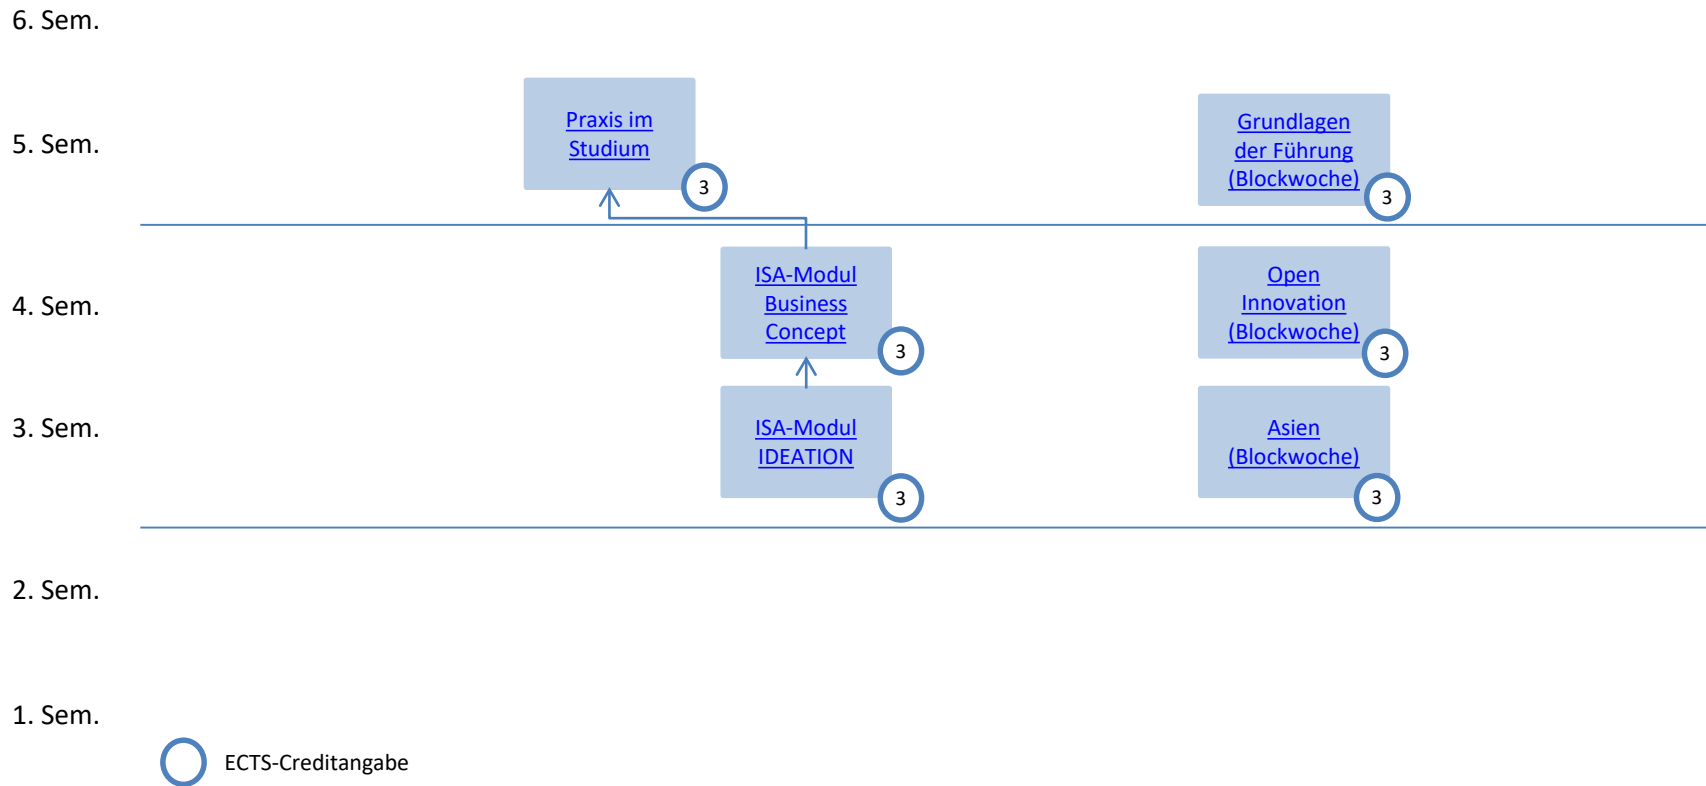 6. Sem.
5. Sem.
Praxis im
Studium
3
Grundlagen
der Führung
(Blockwoche)
3
4. Sem.
ISA-Modul
Business
Concept
3
Open
Innovation
(Blockwoche)
3
3. Sem.
ISA-Modul
IDEATION
3
Asien
(Blockwoche)
3
2. Sem.
1. Sem.
ECTS-Creditangabe